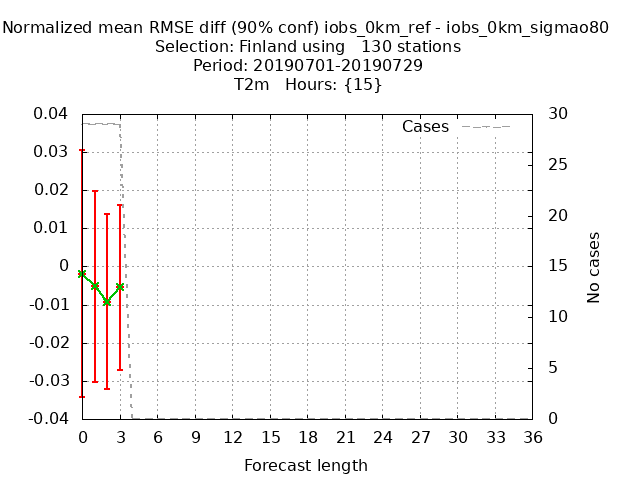 Normalized mean RMSE diff (90% conf) iobs_0km_ref - iobs_0km_sigmao80
Selection: Finland using   130 stations
Period: 20190701-20190729
T2m   Hours: {15}
Cases
0.04
0.03
0.02
0.01
0
-0.01
-0.02
-0.03
-0.04
30
25
20
15
10
5
0
No cases
0 3 6 9 12 15 18 21 24 27 30 33 36
Forecast length